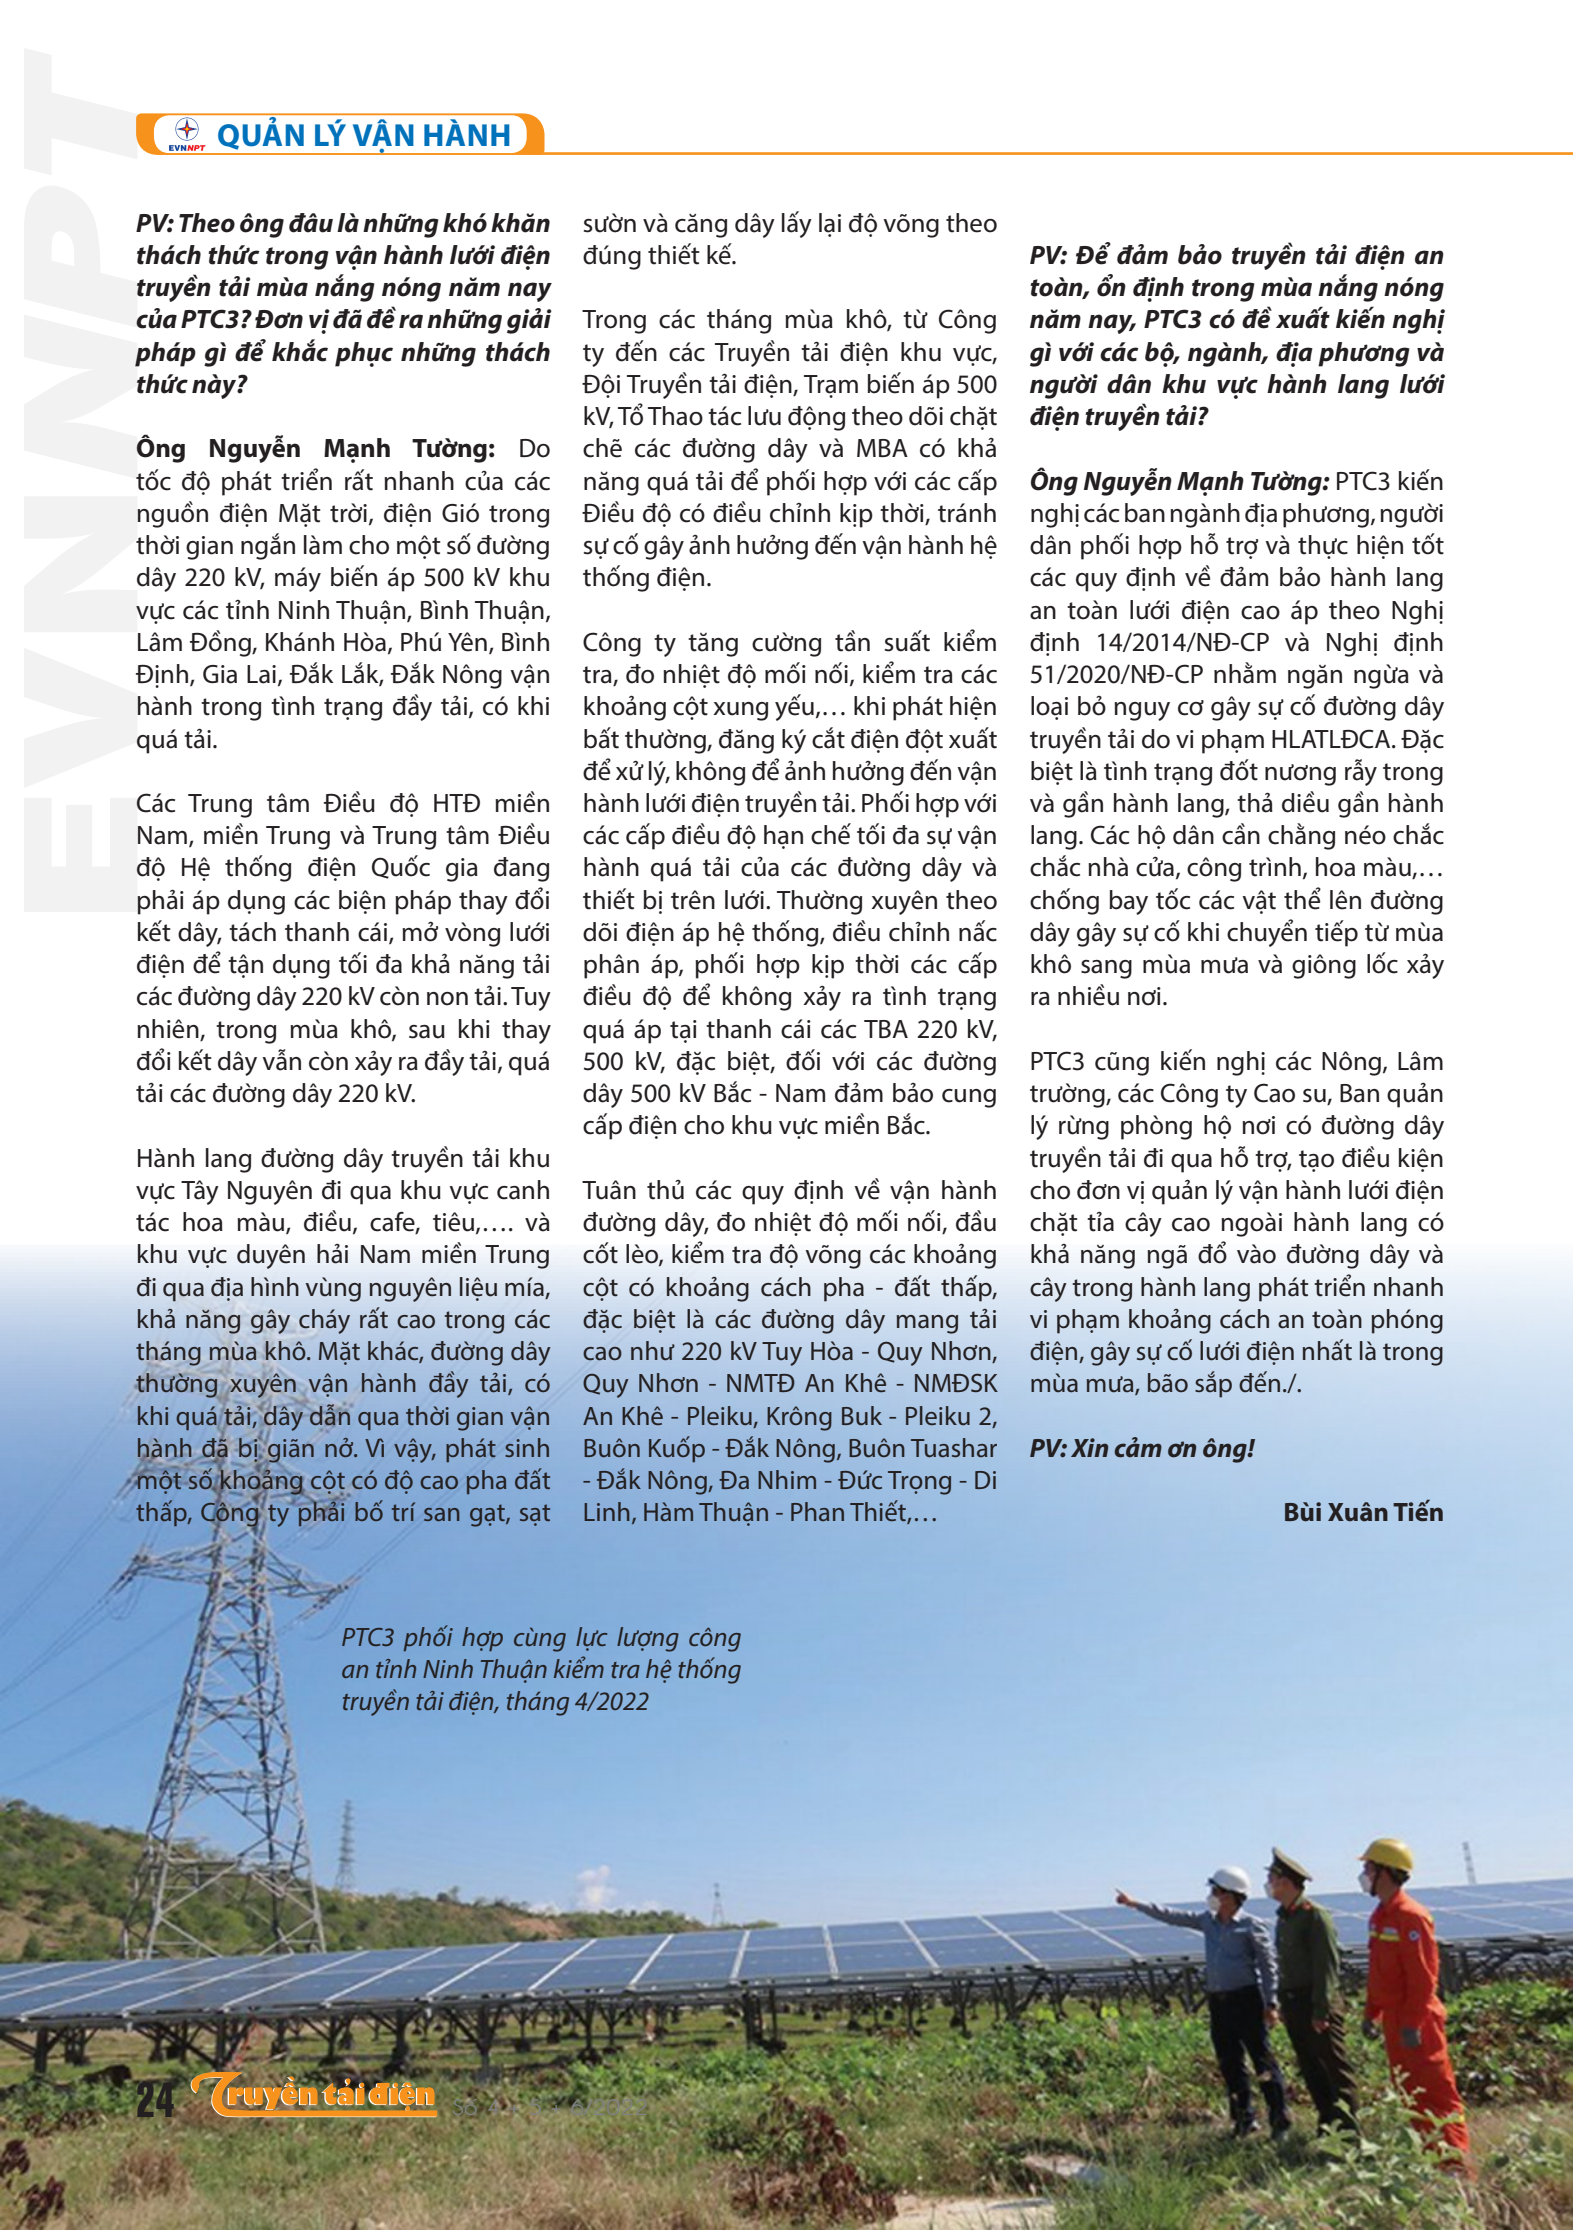 EVNNPT
EVNNPT
QUẢN LÝ VẬN HÀNH
PV: Theo ông đâu là những khó khăn
thách thức trong vận hành lưới điện
truyền tải mùa nắng nóng năm nay
của PTC3? Đơn vị đã đề ra những giải
pháp gì để khắc phục những thách
thức này?
Ông Nguyễn Mạnh Tường: Do
tốc độ phát triển rất nhanh của các
nguồn điện Mặt trời, điện Gió trong
thời gian ngắn làm cho một số đường
dây 220 kV, máy biến áp 500 kV khu
vực các tỉnh Ninh Thuận, Bình Thuận,
Lâm Đồng, Khánh Hòa, Phú Yên, Bình
Định, Gia Lai, Đắk Lắk, Đắk Nông vận
hành trong tình trạng đầy tải, có khi
quá tải.
Các Trung tâm Điều độ HTĐ miền
Nam, miền Trung và Trung tâm Điều
độ Hệ thống điện Quốc gia đang
phải áp dụng các biện pháp thay đổi
kết dây, tách thanh cái, mở vòng lưới
điện để tận dụng tối đa khả năng tải
các đường dây 220 kV còn non tải. Tuy
nhiên, trong mùa khô, sau khi thay
đổi kết dây vẫn còn xảy ra đầy tải, quá
tải các đường dây 220 kV.
Hành lang đường dây truyền tải khu
vực Tây Nguyên đi qua khu vực canh
tác hoa màu, điều, cafe, tiêu,.... và
khu vực duyên hải Nam miền Trung
đi qua địa hình vùng nguyên liệu mía,
khả năng gây cháy rất cao trong các
tháng mùa khô. Mặt khác, đường dây
thường xuyên vận hành đầy tải, có
khi quá tải, dây dẫn qua thời gian vận
hành đã bị giãn nở. Vì vậy, phát sinh
một số khoảng cột có độ cao pha đất
thấp, Công ty phải bố trí san gạt, sạt
sườn và căng dây lấy lại độ võng theo
đúng thiết kế.
Trong các tháng mùa khô, từ Công
ty đến các Truyền tải điện khu vực,
Đội Truyền tải điện, Trạm biến áp 500
kV, Tổ Thao tác lưu động theo dõi chặt
chẽ các đường dây và MBA có khả
năng quá tải để phối hợp với các cấp
Điều độ có điều chỉnh kịp thời, tránh
sự cố gây ảnh hưởng đến vận hành hệ
thống điện.
Công ty tăng cường tần suất kiểm
tra, đo nhiệt độ mối nối, kiểm tra các
khoảng cột xung yếu,... khi phát hiện
bất thường, đăng ký cắt điện đột xuất
để xử lý, không để ảnh hưởng đến vận
hành lưới điện truyền tải. Phối hợp với
các cấp điều độ hạn chế tối đa sự vận
hành quá tải của các đường dây và
thiết bị trên lưới. Thường xuyên theo
dõi điện áp hệ thống, điều chỉnh nấc
phân áp, phối hợp kịp thời các cấp
điều độ để không xảy ra tình trạng
quá áp tại thanh cái các TBA 220 kV,
500 kV, đặc biệt, đối với các đường
dây 500 kV Bắc - Nam đảm bảo cung
cấp điện cho khu vực miền Bắc.
Tuân thủ các quy định về vận hành
đường dây, đo nhiệt độ mối nối, đầu
cốt lèo, kiểm tra độ võng các khoảng
cột có khoảng cách pha - đất thấp,
đặc biệt là các đường dây mang tải
cao như 220 kV Tuy Hòa - Quy Nhơn,
Quy Nhơn - NMTĐ An Khê - NMĐSK
An Khê - Pleiku, Krông Buk - Pleiku 2,
Buôn Kuốp - Đắk Nông, Buôn Tuashar
- Đắk Nông, Đa Nhim - Đức Trọng - Di
Linh, Hàm Thuận - Phan Thiết,...
PV: Để đảm bảo truyền tải điện an
toàn, ổn định trong mùa nắng nóng
năm nay, PTC3 có đề xuất kiến nghị
gì với các bộ, ngành, địa phương và
người dân khu vực hành lang lưới
điện truyền tải?
Ông Nguyễn Mạnh Tường: PTC3 kiến
nghị các ban ngành địa phương, người
dân phối hợp hỗ trợ và thực hiện tốt
các quy định về đảm bảo hành lang
an toàn lưới điện cao áp theo Nghị
định 14/2014/NĐ-CP và Nghị định
51/2020/NĐ-CP nhằm ngăn ngừa và
loại bỏ nguy cơ gây sự cố đường dây
truyền tải do vi phạm HLATLĐCA. Đặc
biệt là tình trạng đốt nương rẫy trong
và gần hành lang, thả diều gần hành
lang. Các hộ dân cần chằng néo chắc
chắc nhà cửa, công trình, hoa màu,...
chống bay tốc các vật thể lên đường
dây gây sự cố khi chuyển tiếp từ mùa
khô sang mùa mưa và giông lốc xảy
ra nhiều nơi.
PTC3 cũng kiến nghị các Nông, Lâm
trường, các Công ty Cao su, Ban quản
lý rừng phòng hộ nơi có đường dây
truyền tải đi qua hỗ trợ, tạo điều kiện
cho đơn vị quản lý vận hành lưới điện
chặt tỉa cây cao ngoài hành lang có
khả năng ngã đổ vào đường dây và
cây trong hành lang phát triển nhanh
vi phạm khoảng cách an toàn phóng
điện, gây sự cố lưới điện nhất là trong
mùa mưa, bão sắp đến./.
PV: Xin cảm ơn ông!
Bùi Xuân Tiến
PTC3 phối hợp cùng lực lượng công
an tỉnh Ninh Thuận kiểm tra hệ thống
truyền tải điện, tháng 4/2022
24 Truyền tải điện